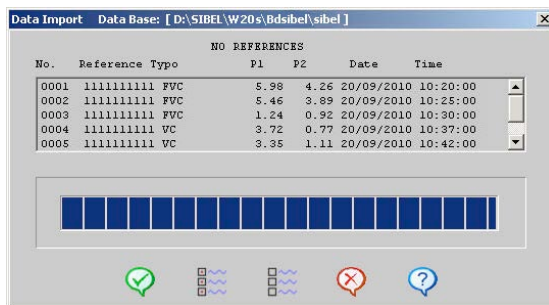 Data Import Data Base: [ D:\SIBEL\W20s\Bdsibel\sibel ]
NO REFERENCES
No. Reference Typo P1 P2 Date Time
0001 1111111111 FVC 5.98 4.26 20/09/2010 10:20:00
0002 1111111111 FVC 5.46 3.89 20/09/2010 10:25:00
0003 1111111111 FVC 1.24 0.92 20/09/2010 10:30:00
0004 1111111111 VC 3.72 0.77 20/09/2010 10:37:00
0005 1111111111 VC 3.35 1.11 20/09/2010 10:42:00